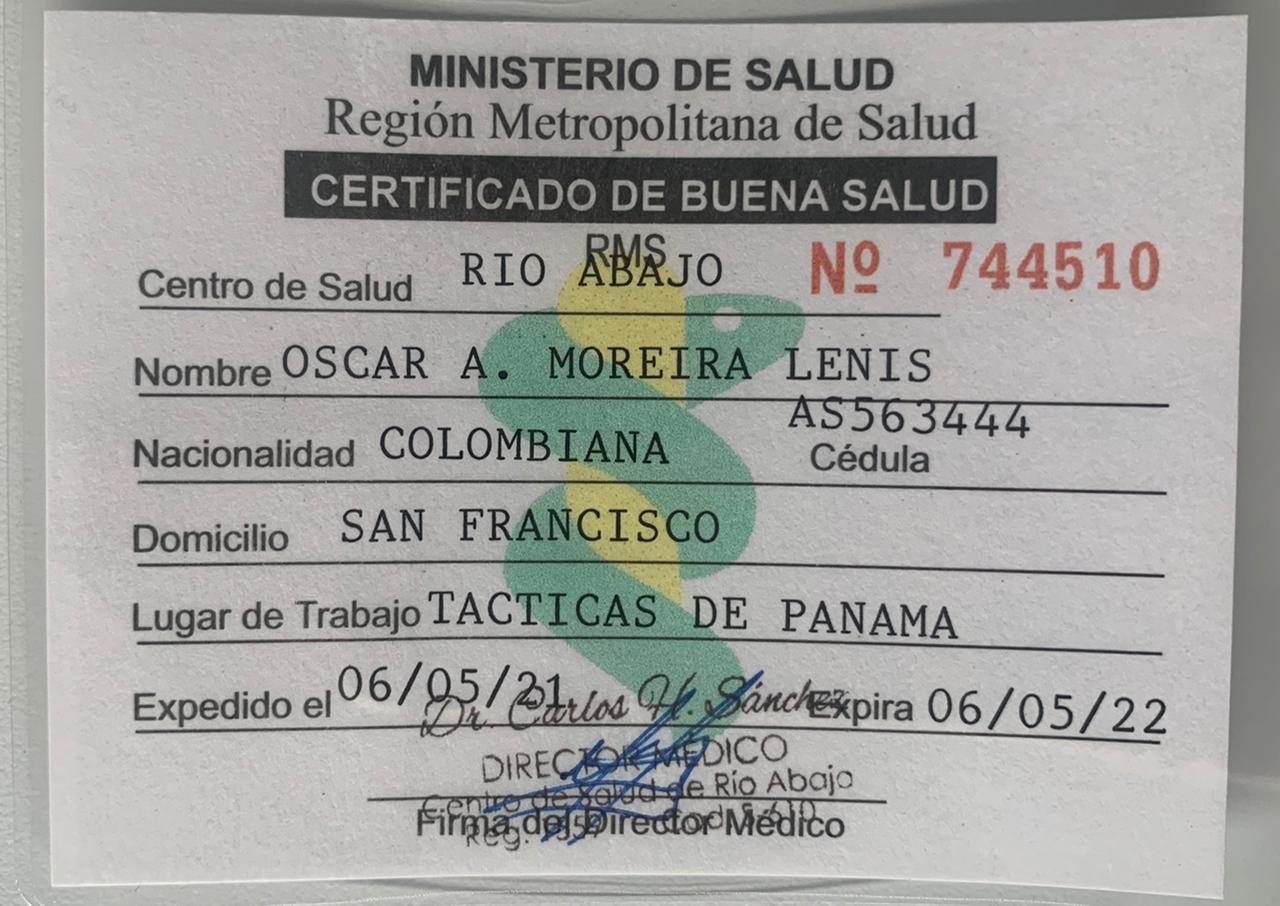 MINISTERIO DE SALUD
Región Metropolitana de Salud
CERTIFICADO DE BUENA SALUD
RMS
Centro de Salud RIO ABAJO Nº 744510
Nombre OSCAR A. MOREIRA LENIS
AS563444
Nacionalidad COLOMBIANA Cédula
Domicilio SAN FRANCISCO
Lugar de Trabajo TACTICAS DE PANAMA
Expedido el 06/05/21 Expira 06/05/22
Dr. Carlos H. Sánchez
DIRECTOR MEDICO
Centro de Salud de Río Abajo
Firma del Director Médico
Reg.